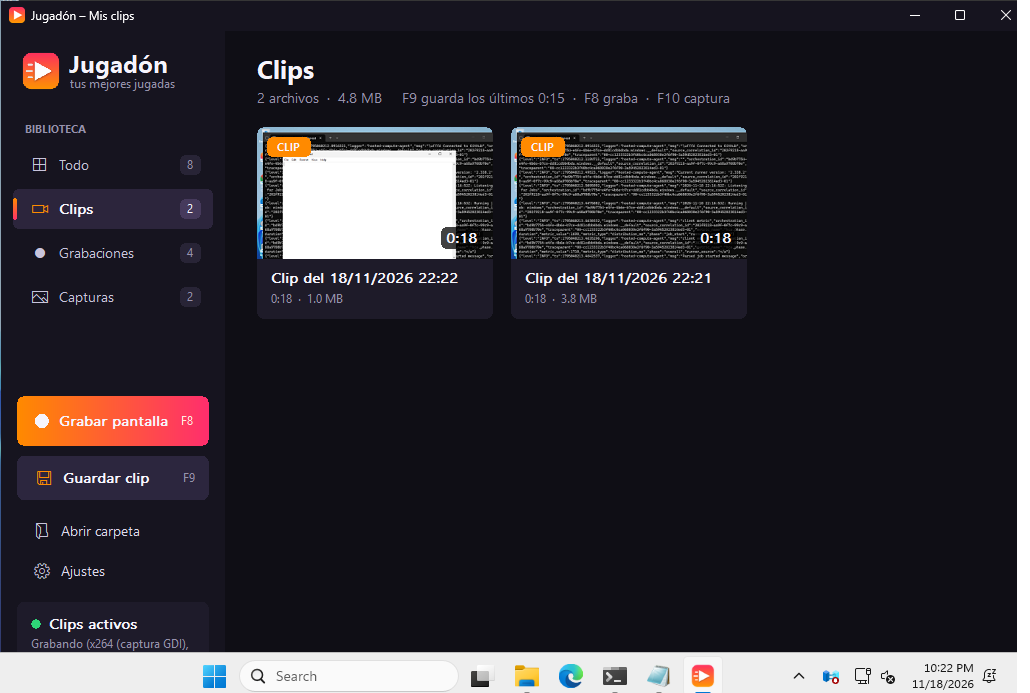 Jugadón – Mis clips
Jugadón
tus mejores jugadas
BIBLIOTECA
Todo 8
Clips 2
Grabaciones 4
Capturas 2
Grabar pantalla F8
Guardar clip F9
Abrir carpeta
Ajustes
Clips activos
Grabando (x264 (captura GDI),
Clips
2 archivos · 4.8 MB F9 guarda los últimos 0:15 · F8 graba · F10 captura
CLIP
0:18
Clip del 18/11/2026 22:22
0:18 · 1.0 MB
CLIP
0:18
Clip del 18/11/2026 22:21
0:18 · 3.8 MB
Search
10:22 PM
11/18/2026